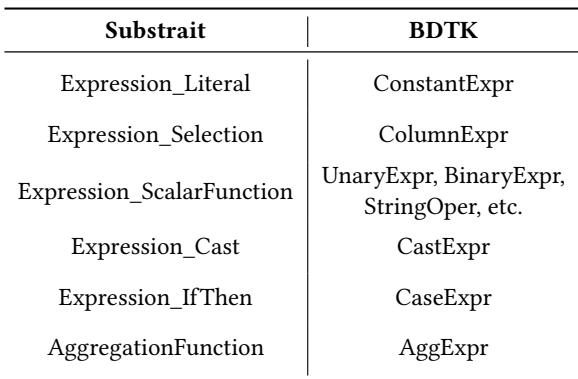 Substrait BDTK
Expression_Literal ConstantExpr
Expression_Selection ColumnExpr
Expression_ScalarFunction UnaryExpr, BinaryExpr,
StringOper, etc.
Expression_Cast CastExpr
Expression_IfThen CaseExpr
AggregationFunction AggExpr